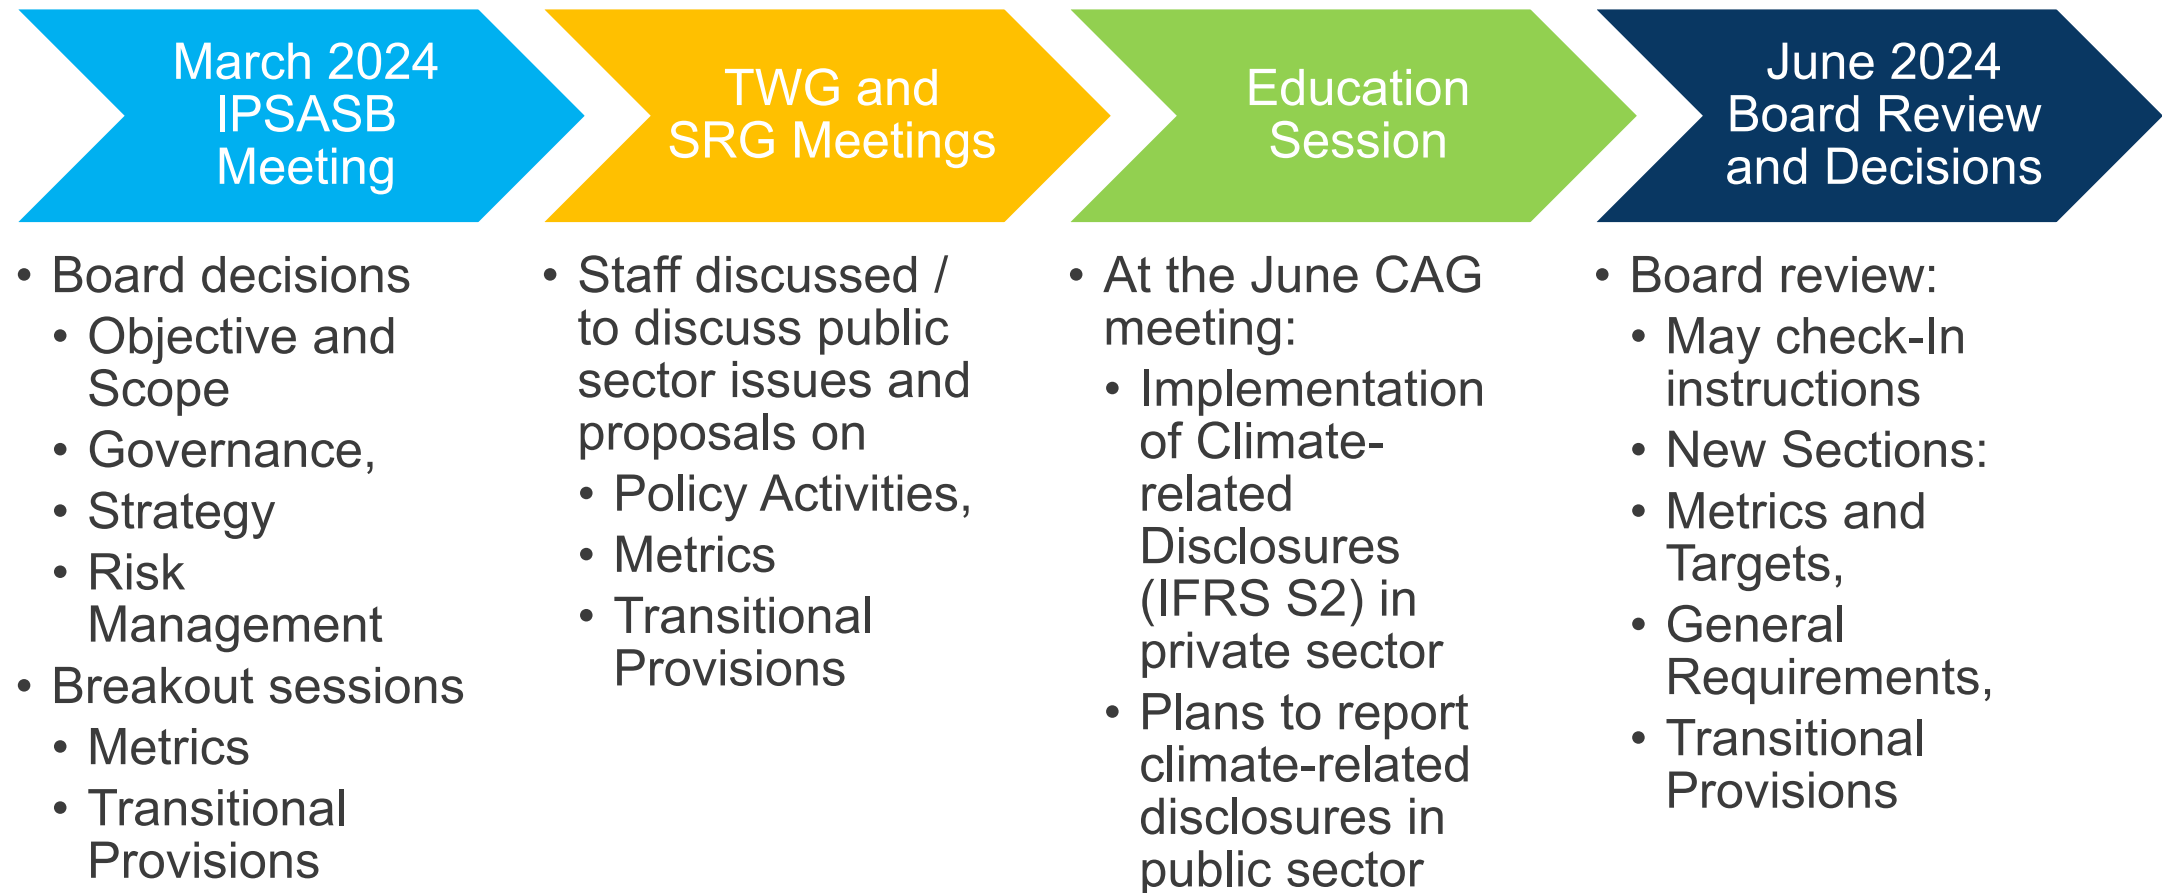 March 2024
IPSASB
Meeting
TWG and
SRG Meetings
Education
Session
June 2024
Board Review
and Decisions
• Board decisions
• Objective and
Scope
• Governance,
• Strategy
• Risk
Management
• Breakout sessions
• Metrics
• Transitional
Provisions
• Staff discussed /
to discuss public
sector issues and
proposals on
• Policy Activities,
• Metrics
• Transitional
Provisions
• At the June CAG
meeting:
• Implementation
of Climate-
related
Disclosures
(IFRS S2) in
private sector
• Plans to report
climate-related
disclosures in
public sector
• Board review:
• May check-In
instructions
• New Sections:
• Metrics and
Targets,
• General
Requirements,
• Transitional
Provisions